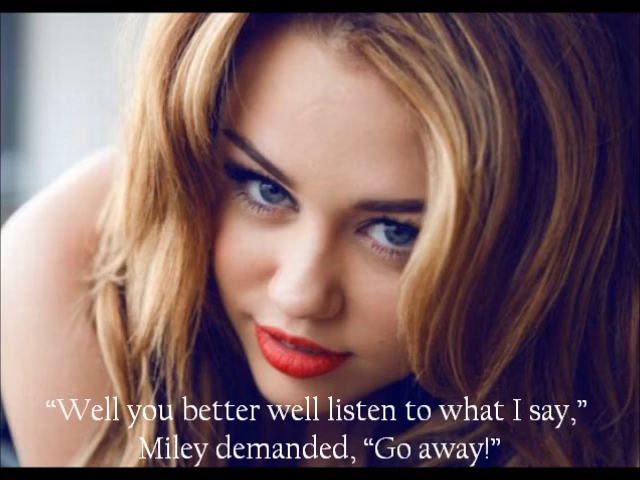 “Well you better well listen to what I say,”
Miley demanded, “Go away!”